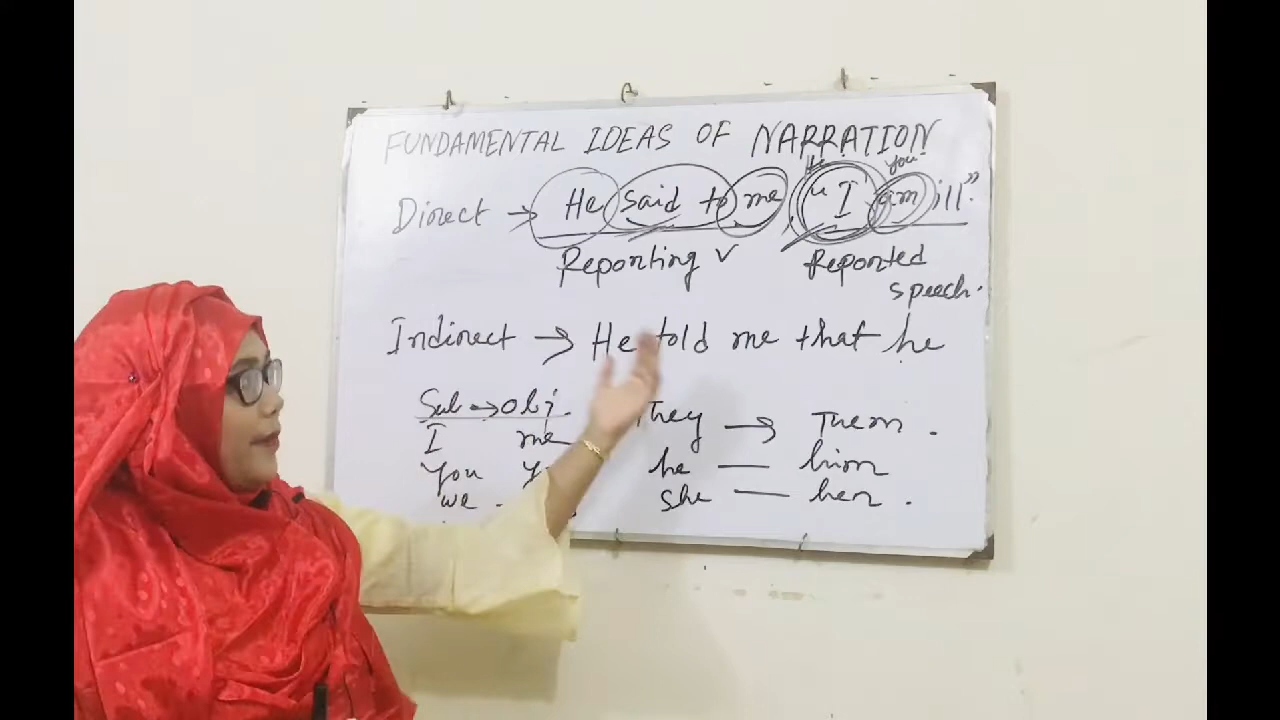 FUNDAMENTAL IDEAS OF NARRATION
He you
Direct → He said to me "I am ill".
Reporting v Reported
speech.
Indirect → He told me that he
Sub → obj. They → Them.
I me
You he — him
we she — her.